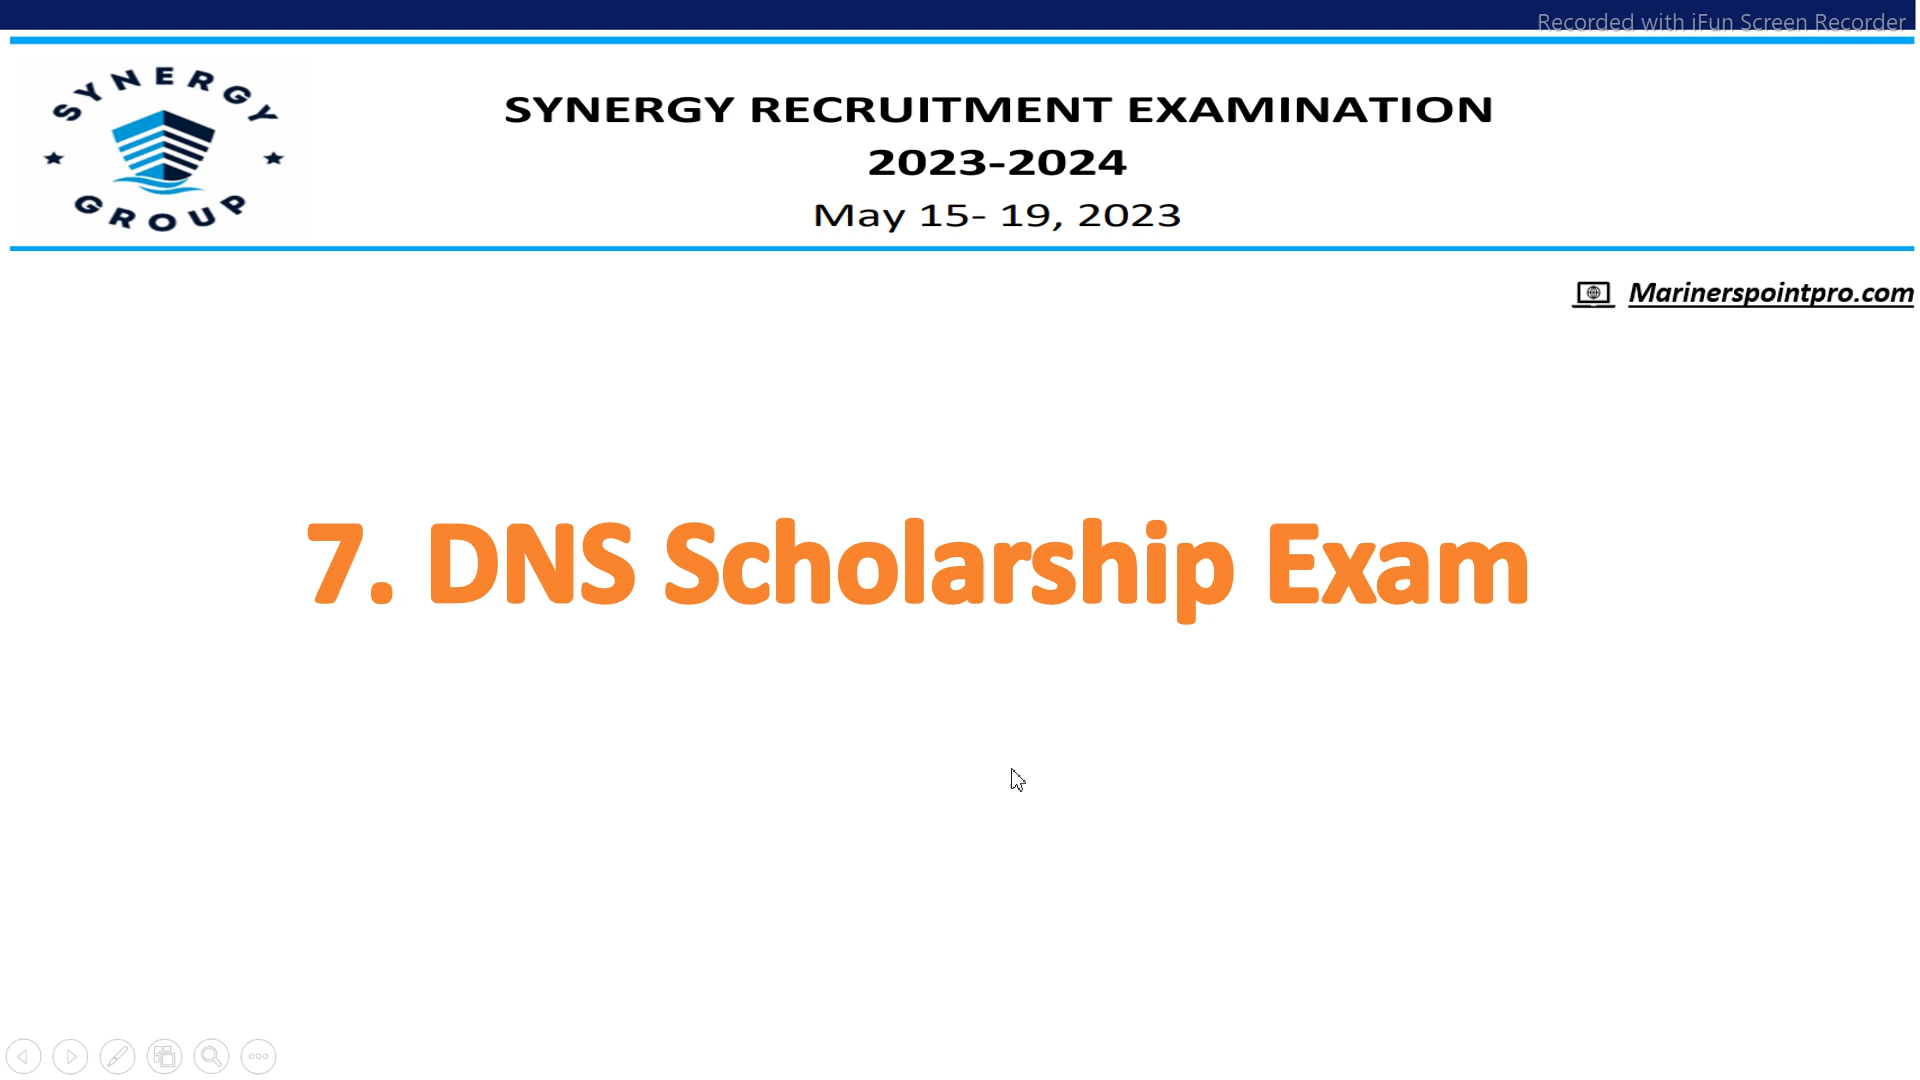 Recorded with iFun Screen Recorder
SYNERGY
GROUP
SYNERGY RECRUITMENT EXAMINATION
2023-2024
May 15- 19, 2023
Marinerspointpro.com
7. DNS Scholarship Exam